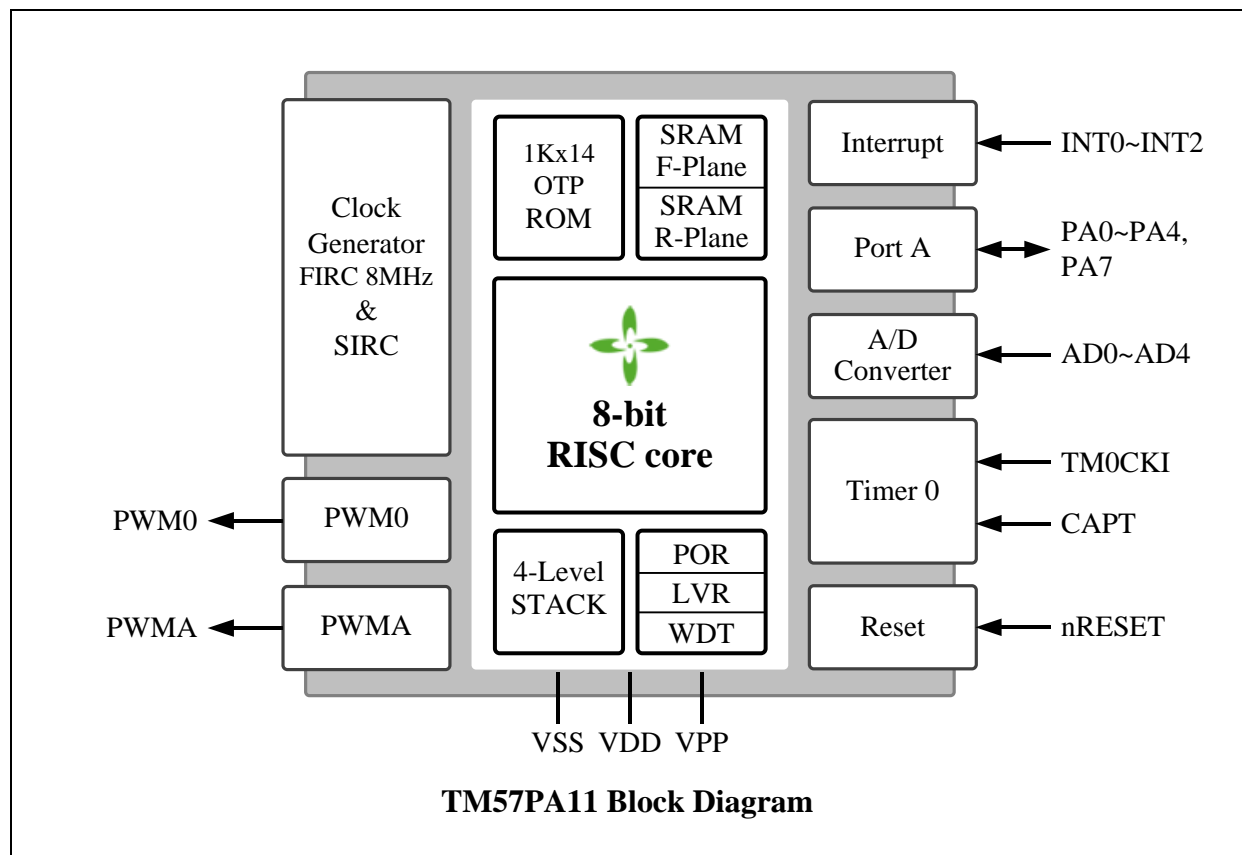 Clock
Generator
FIRC 8MHz
&
SIRC
PWM0
PWM0
PWMA
PWMA
1Kx14
OTP
ROM
SRAM
F-Plane
SRAM
R-Plane
8-bit
RISC core
4-Level
STACK
POR
LVR
WDT
Interrupt
INT0~INT2
Port A
PA0~PA4,
PA7
A/D
Converter
AD0~AD4
Timer 0
TM0CKI
CAPT
Reset
nRESET
VSS VDD VPP
TM57PA11 Block Diagram